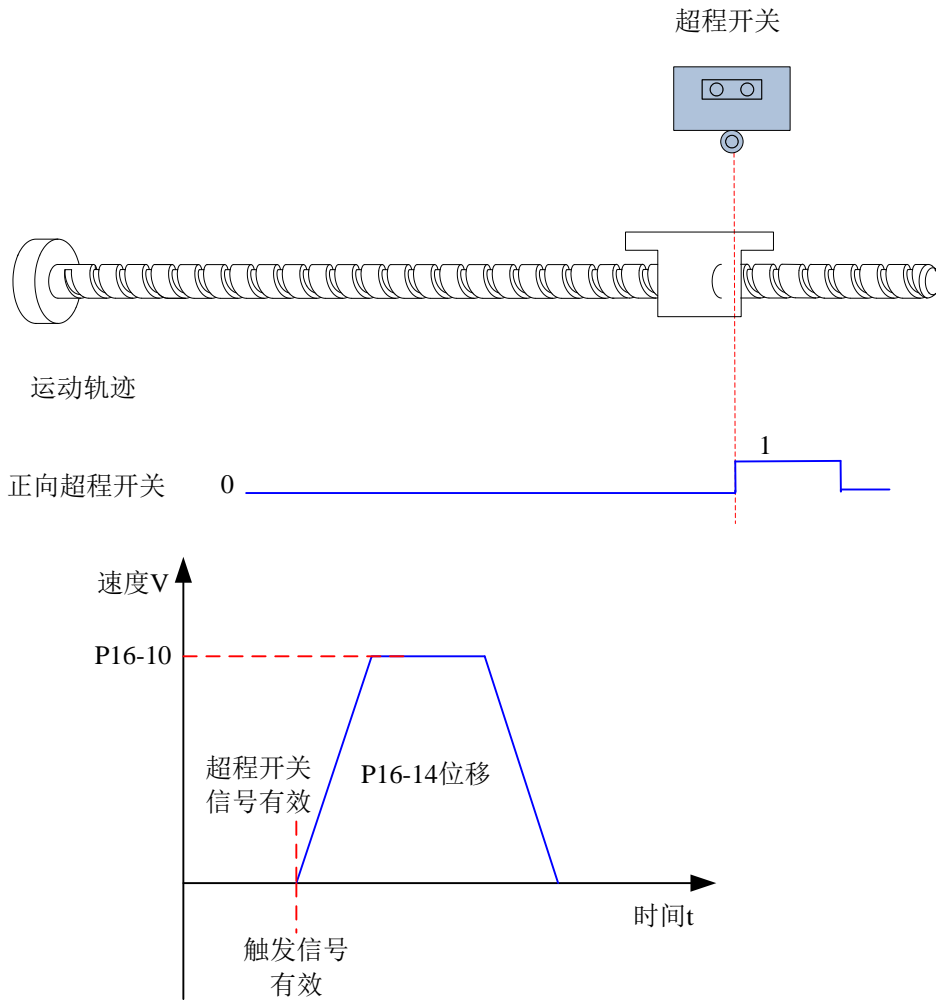 超程开关
运动轨迹
1
正向超程开关
0
速度V
P16-10
超程开关
信号有效
P16-14位移
时间t
触发信号
有效